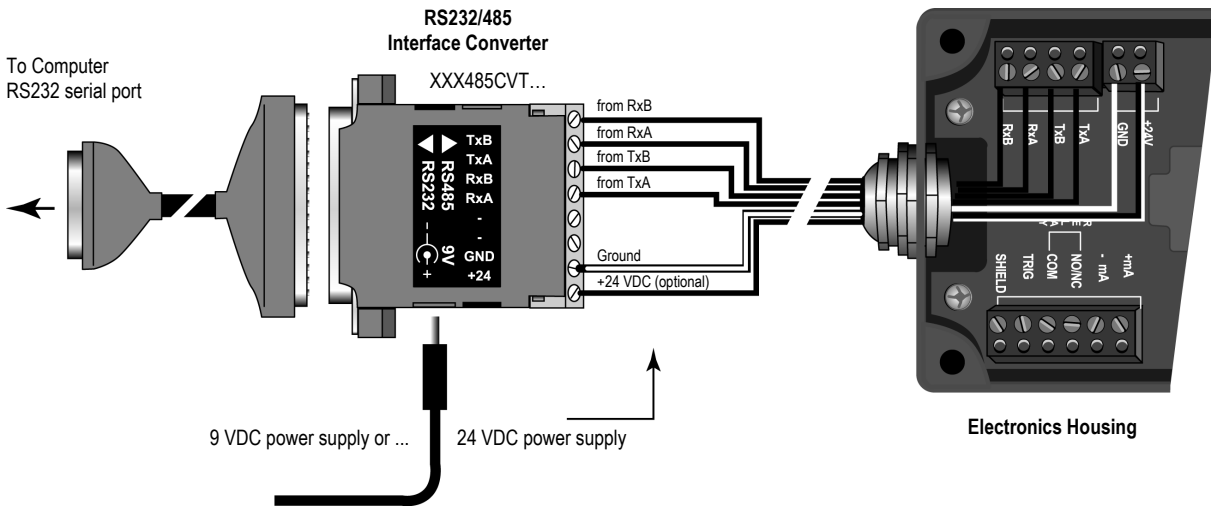 RS232/485
Interface Converter
XXX485CVT…
To Computer
RS232 serial port
TxB
TxA
RxB
RxA
-
-
GND
+24
RS485
RS232
9V
- +
from RxB
from RxA
from TxB
from TxA
Ground
+24 VDC (optional)
RxB
RxA
TxB
TxA
GND
+24V
RELAY
SHIELD
TRIG
COM
NO/NC
- mA
+mA
Electronics Housing
9 VDC power supply or ...
24 VDC power supply